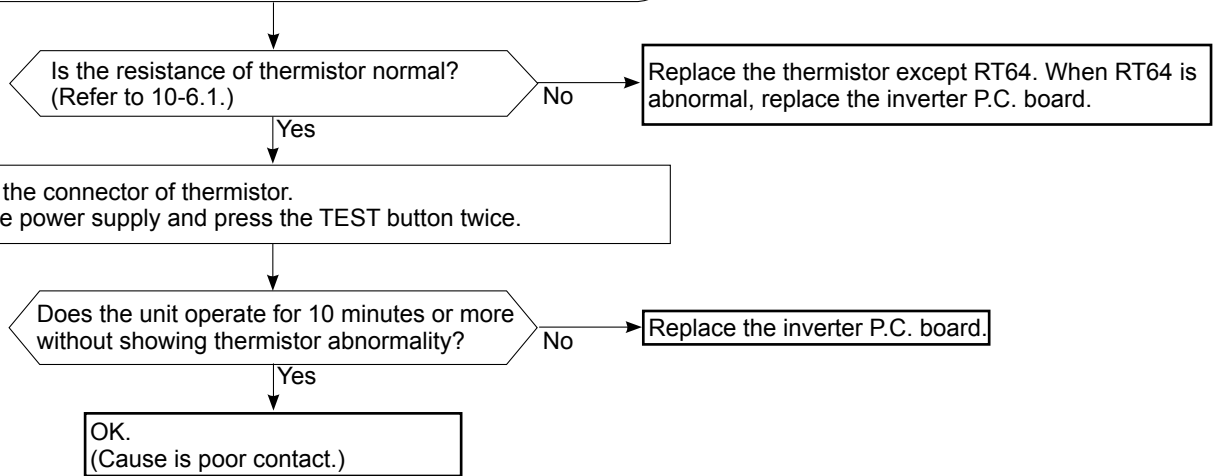 Is the resistance of thermistor normal?
(Refer to 10-6.1.)
No
Replace the thermistor except RT64. When RT64 is
abnormal, replace the inverter P.C. board.
Yes
the connector of thermistor.
power supply and press the TEST button twice.
Does the unit operate for 10 minutes or more
without showing thermistor abnormality?
No
Replace the inverter P.C. board.
Yes
OK.
(Cause is poor contact.)